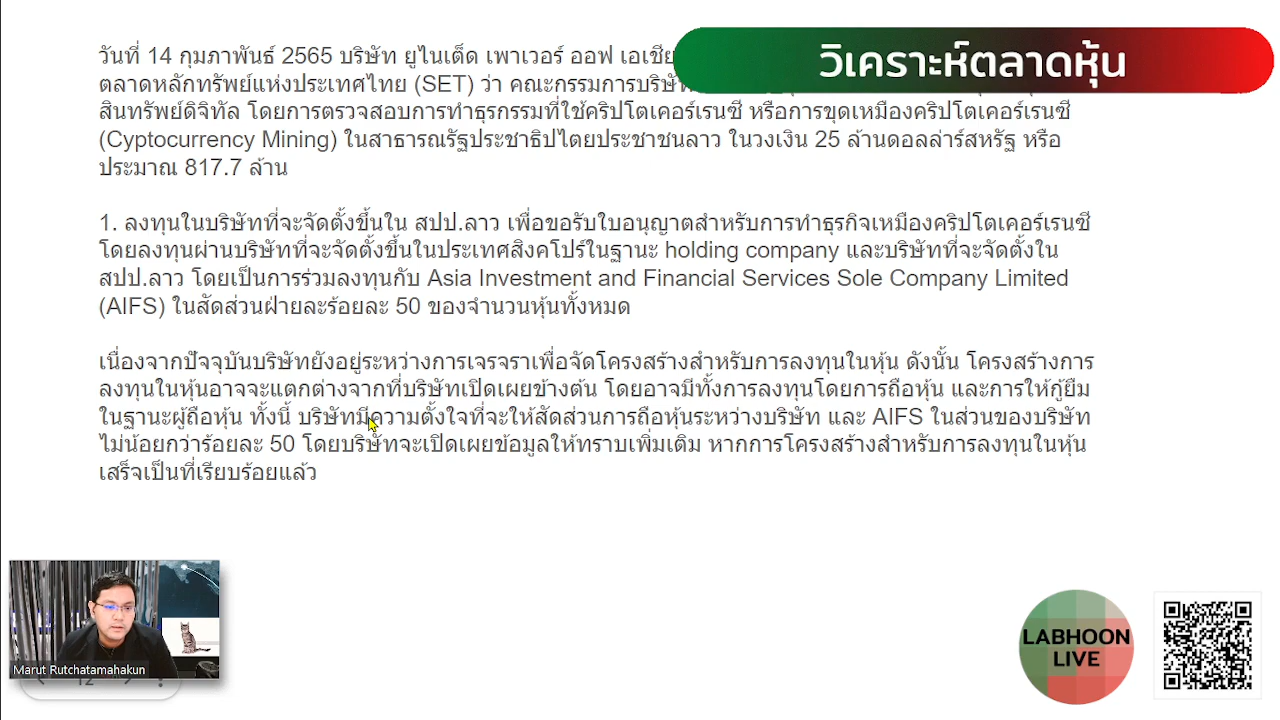 วิเคราะห์ตลาดหุ้น
วันที่ 14 กุมภาพันธ์ 2565 บริษัท ยูไนเต็ด เพาเวอร์ ออฟ เอเชีย
ตลาดหลักทรัพย์แห่งประเทศไทย (SET) ว่า คณะกรรมการบริษัท
สินทรัพย์ดิจิทัล โดยการตรวจสอบการทำธุรกรรมที่ใช้คริปโตเคอร์เรนซี หรือการขุดเหมืองคริปโตเคอร์เรนซี
(Cyptocurrency Mining) ในสาธารณรัฐประชาธิปไตยประชาชนลาว ในวงเงิน 25 ล้านดอลล่าร์สหรัฐ หรือ
ประมาณ 817.7 ล้าน
1. ลงทุนในบริษัทที่จะจัดตั้งขึ้นใน สปป.ลาว เพื่อขอรับใบอนุญาตสำหรับการทำธุรกิจเหมืองคริปโตเคอร์เรนซี
โดยลงทุนผ่านบริษัทที่จะจัดตั้งขึ้นในประเทศสิงคโปร์ในฐานะ holding company และบริษัทที่จะจัดตั้งใน
สปป.ลาว โดยเป็นการร่วมลงทุนกับ Asia Investment and Financial Services Sole Company Limited
(AIFS) ในสัดส่วนฝ่ายละร้อยละ 50 ของจำนวนหุ้นทั้งหมด
เนื่องจากปัจจุบันบริษัทยังอยู่ระหว่างการเจรจราเพื่อจัดโครงสร้างสำหรับการลงทุนในหุ้น ดังนั้น โครงสร้างการ
ลงทุนในหุ้นอาจจะแตกต่างจากที่บริษัทเปิดเผยข้างต้น โดยอาจมีทั้งการลงทุนโดยการถือหุ้น และการให้กู้ยืม
ในฐานะผู้ถือหุ้น ทั้งนี้ บริษัทมีความตั้งใจที่จะให้สัดส่วนการถือหุ้นระหว่างบริษัท และ AIFS ในส่วนของบริษัท
ไม่น้อยกว่าร้อยละ 50 โดยบริษัทจะเปิดเผยข้อมูลให้ทราบเพิ่มเติม หากการโครงสร้างสำหรับการลงทุนในหุ้น
เสร็จเป็นที่เรียบร้อยแล้ว
Marut Rutchatamahakun
12
LABHOON
LIVE